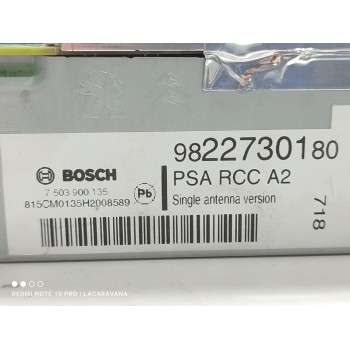 BOSCH
7 503 900 135
815CM0135H2008589
Pb
9822730180
PSA RCC A2
Single antenna version
718
REDMI NOTE 10 PRO | LACARAVANA